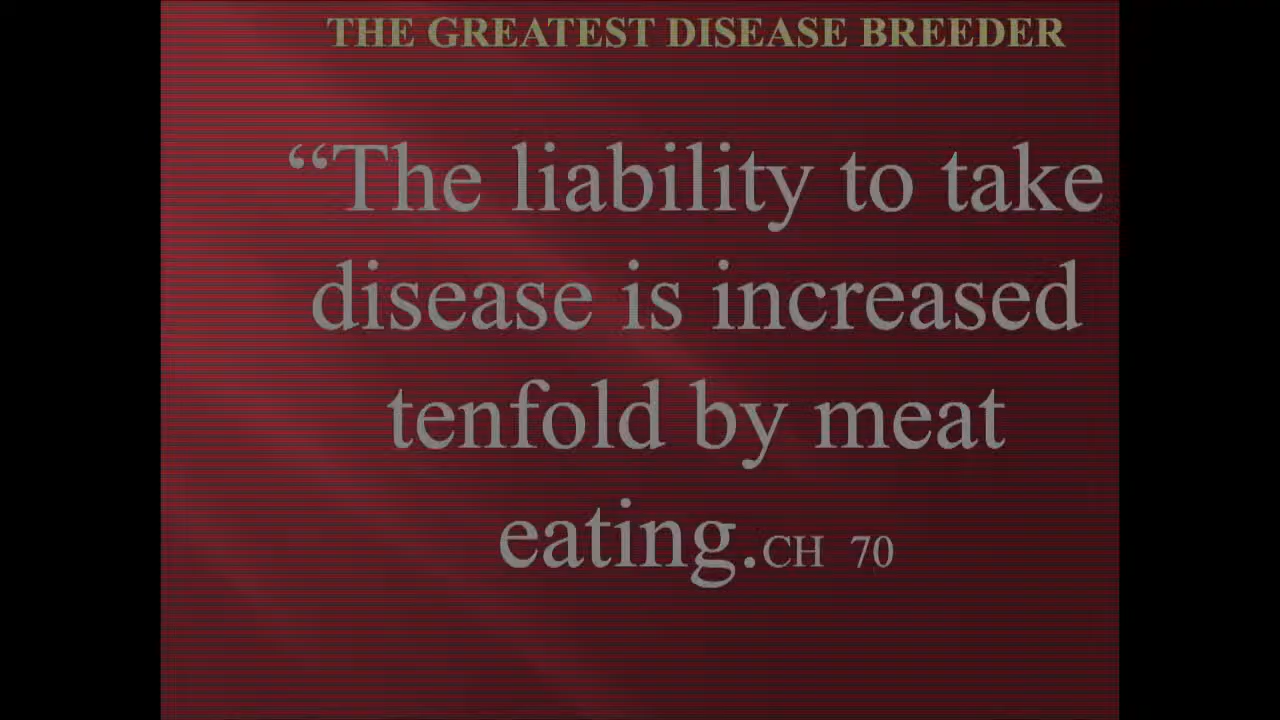 THE GREATEST DISEASE BREEDER
“The liability to take
disease is increased
tenfold by meat
eating.CH 70